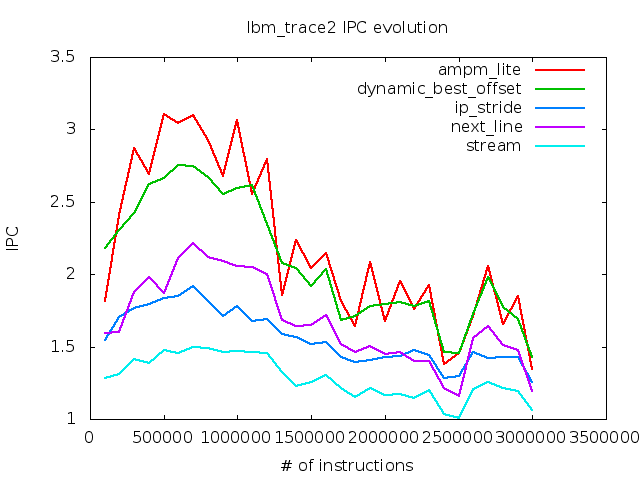 lbm_trace2 IPC evolution
3.5
3
2.5
2
1.5
1
IPC
ampm_lite
dynamic_best_offset
ip_stride
next_line
stream
0 500000 1000000 1500000 2000000 2500000 3000000 3500000
# of instructions